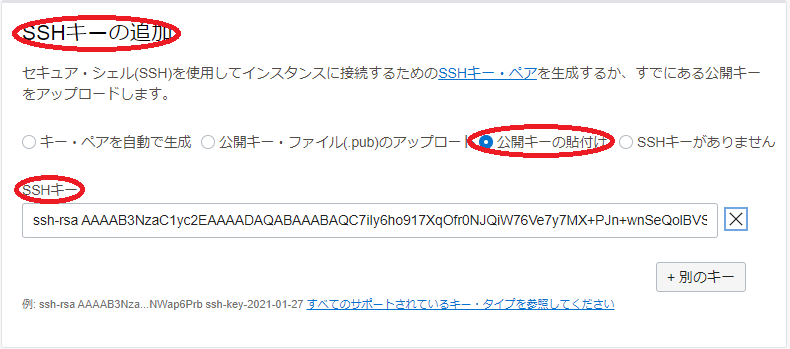 SSHキーの追加
セキュア・シェル(SSH)を使用してインスタンスに接続するためのSSHキー・ペアを生成するか、すでにある公開キー
をアップロードします。
キー・ペアを自動で生成 公開キー・ファイル(.pub)のアップロード 公開キーの貼付け SSHキーがありません
SSHキー
ssh-rsa AAAAB3NzaC1yc2EAAAADAQABAAABAQC7ily6ho917XqOfr0NJQiW76Ve7y7MX+PJn+wnSeQolBVS
+ 別のキー
例: ssh-rsa AAAAB3Nza...NWap6Prb ssh-key-2021-01-27 すべてのサポートされているキー・タイプを参照してください